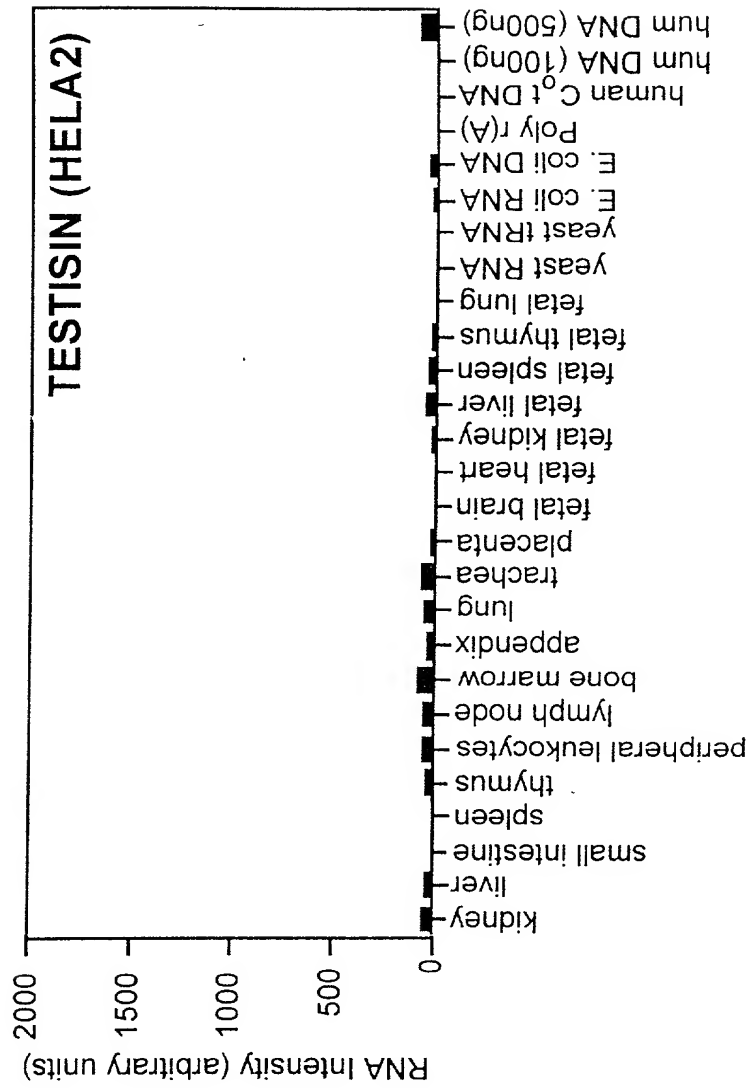 TESTISIN (HELA2)
RNA Intensity (arbitrary units)
2000
1500
1000
500
0
kidney
liver
small intestine
spleen
thymus
peripheral leukocytes
lymph node
bone marrow
appendix
lung
trachea
placenta
fetal brain
fetal heart
fetal kidney
fetal liver
fetal spleen
fetal thymus
fetal lung
yeast RNA
yeast tRNA
E. coli RNA
E. coli DNA
Poly r(A)
human Cot DNA
hum DNA (100ng)
hum DNA (500ng)